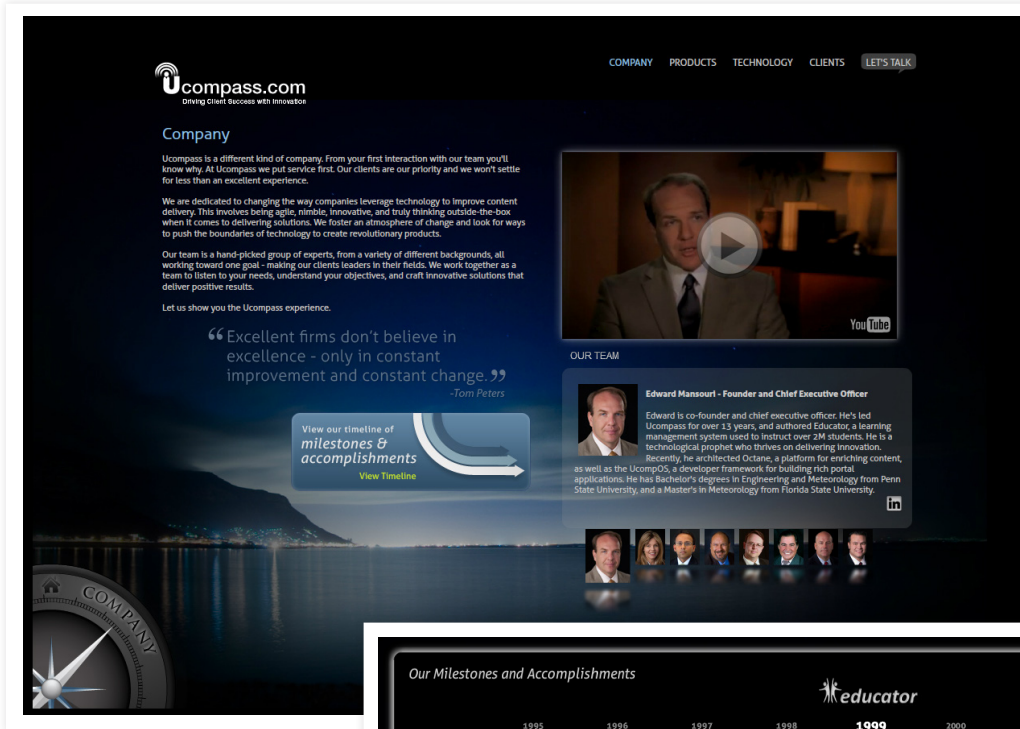 COMPANY PRODUCTS TECHNOLOGY CLIENTS LET'S TALK
Ucompass.com
Driving Client Success with Innovation
Company
Ucompass is a different kind of company. From your first interaction with our team you'll
know why. At Ucompass we put service first. Our clients are our priority and we won't settle
for less than an excellent experience.
We are dedicated to changing the way companies leverage technology to improve content
delivery. This involves being agile, nimble, innovative, and truly thinking outside-the-box
when it comes to delivering solutions. We foster an atmosphere of change and look for ways
to push the boundaries of technology to create revolutionary products.
Our team is a hand-picked group of experts, from a variety of different backgrounds, all
working toward one goal - making our clients leaders in their fields. We work together as a
team to listen to your needs, understand your objectives, and craft innovative solutions that
deliver positive results.
Let us show you the Ucompass experience.
“Excellent firms don't believe in
excellence - only in constant
improvement and constant change.”
-Tom Peters
View our timeline of
milestones &
accomplishments
View Timeline
YouTube
OUR TEAM
Edward Mansouri - Founder and Chief Executive Officer
Edward is co-founder and chief executive officer. He's led
Ucompass for over 13 years, and authored Educator, a learning
management system used to instruct over 2M students. He is a
technological prophet who thrives on delivering innovation.
Recently, he architected Octane, a platform for enriching content,
as well as the UcompOS, a developer framework for building rich portal
applications. He has Bachelor's degrees in Engineering and Meteorology from Penn
State University, and a Master's in Meteorology from Florida State University.
in
COMPANY
Our Milestones and Accomplishments
educator
1995 1996 1997 1998 1999 2000